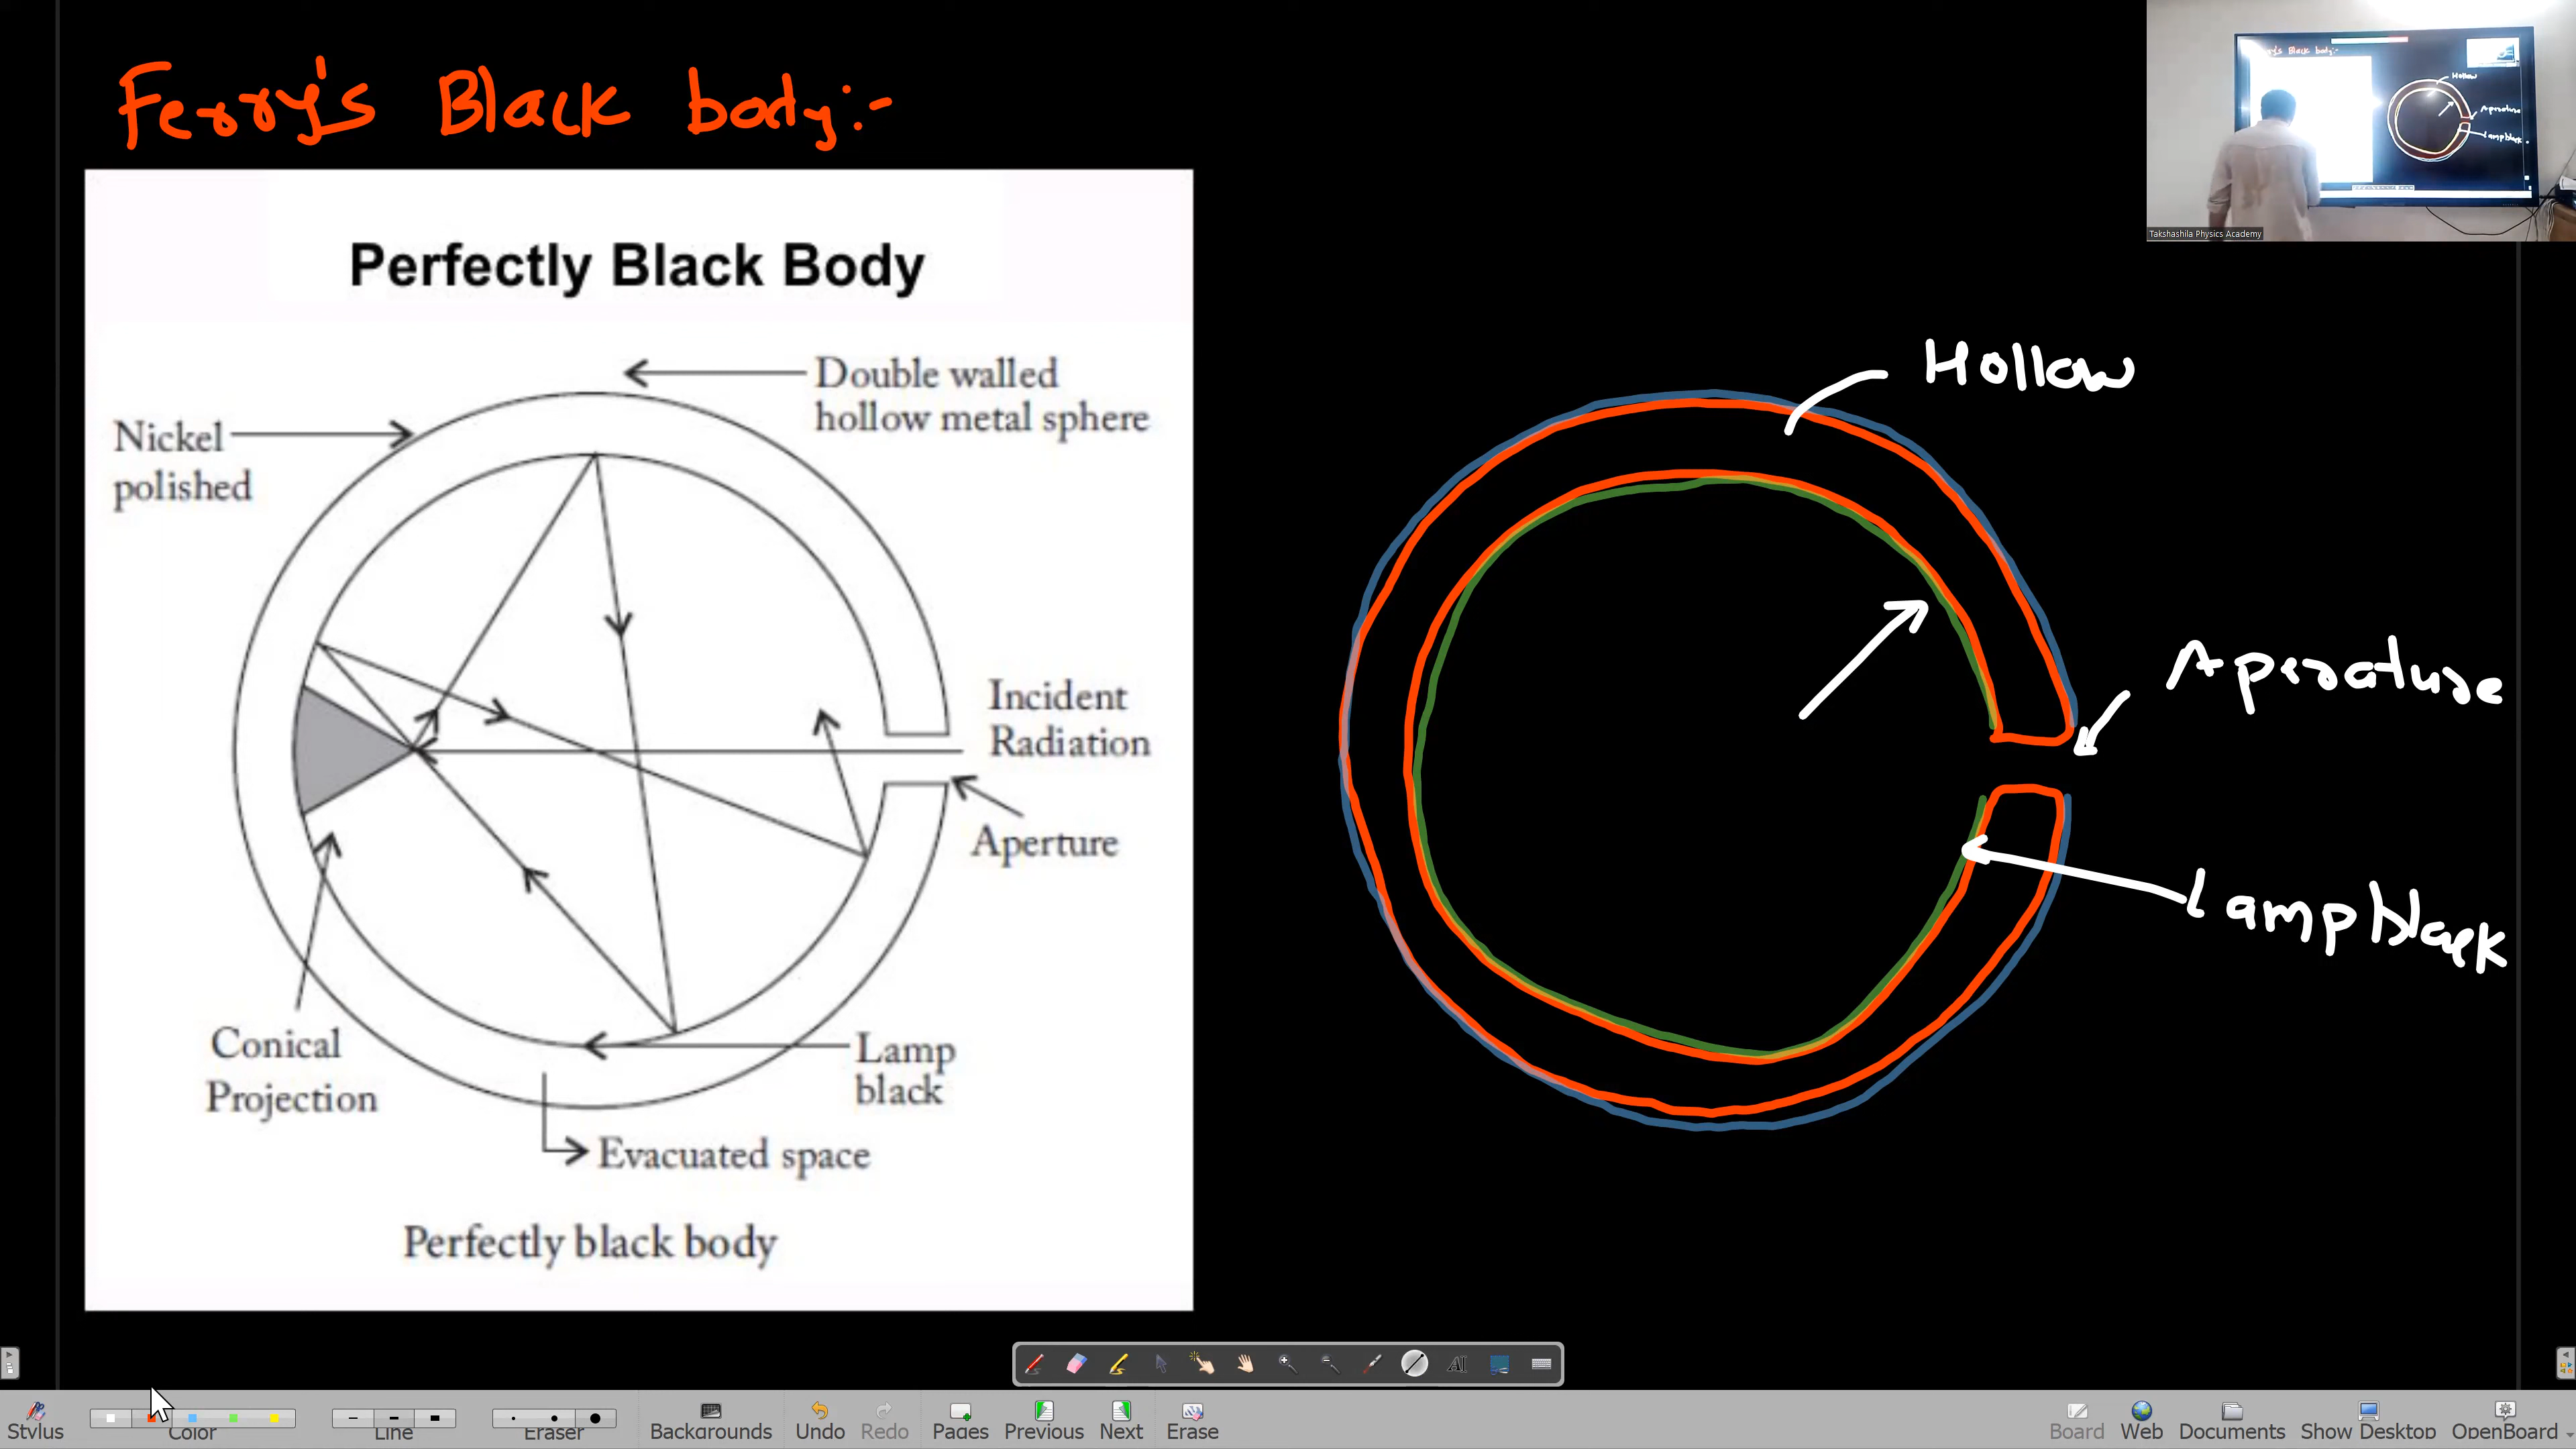 Ferry's Black body:-
Perfectly Black Body
Double walled
hollow metal sphere
Nickel
polished
Incident
Radiation
Aperture
Conical
Projection
Lamp
black
Evacuated space
Perfectly black body
Hollow
Aperature
Lampblack
Takshashila Physics Academy
Stylus
Color
Line
Eraser
Backgrounds
Undo
Redo
Pages
Previous
Next
Erase
Board
Web
Documents
Show Desktop
OpenBoard